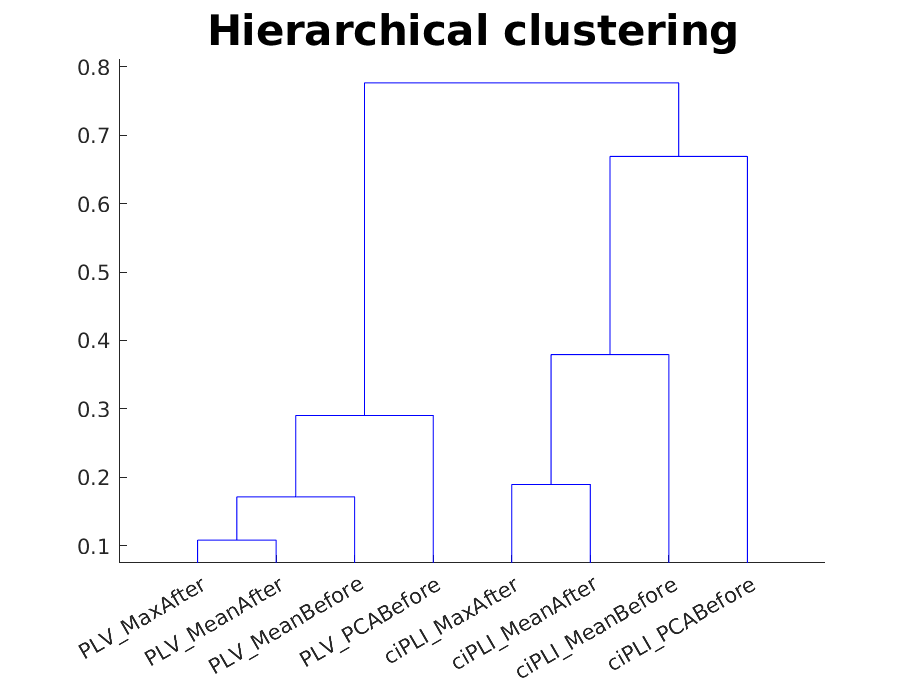 Hierarchical clustering
0.8
0.7
0.6
0.5
0.4
0.3
0.2
0.1
PLV_MaxAfter
PLV_MeanAfter
PLV_MeanBefore
PLV_PCABefore
ciPLI_MaxAfter
ciPLI_MeanAfter
ciPLI_MeanBefore
ciPLI_PCABefore